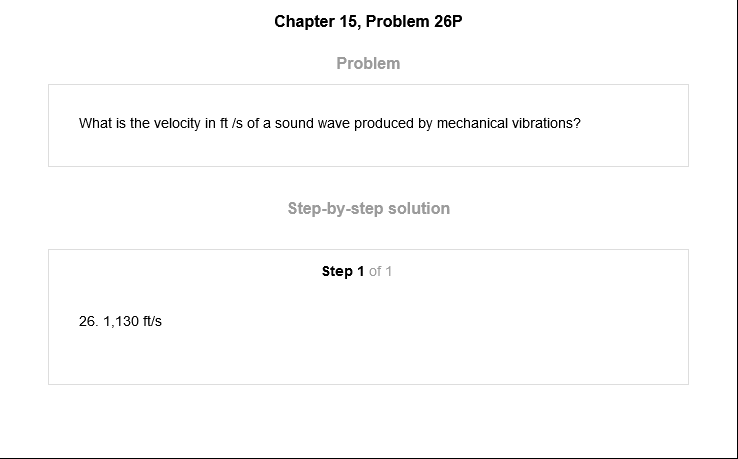 Chapter 15, Problem 26P
Problem
What is the velocity in ft /s of a sound wave produced by mechanical vibrations?
Step-by-step solution
Step 1 of 1
26. 1,130 ft/s